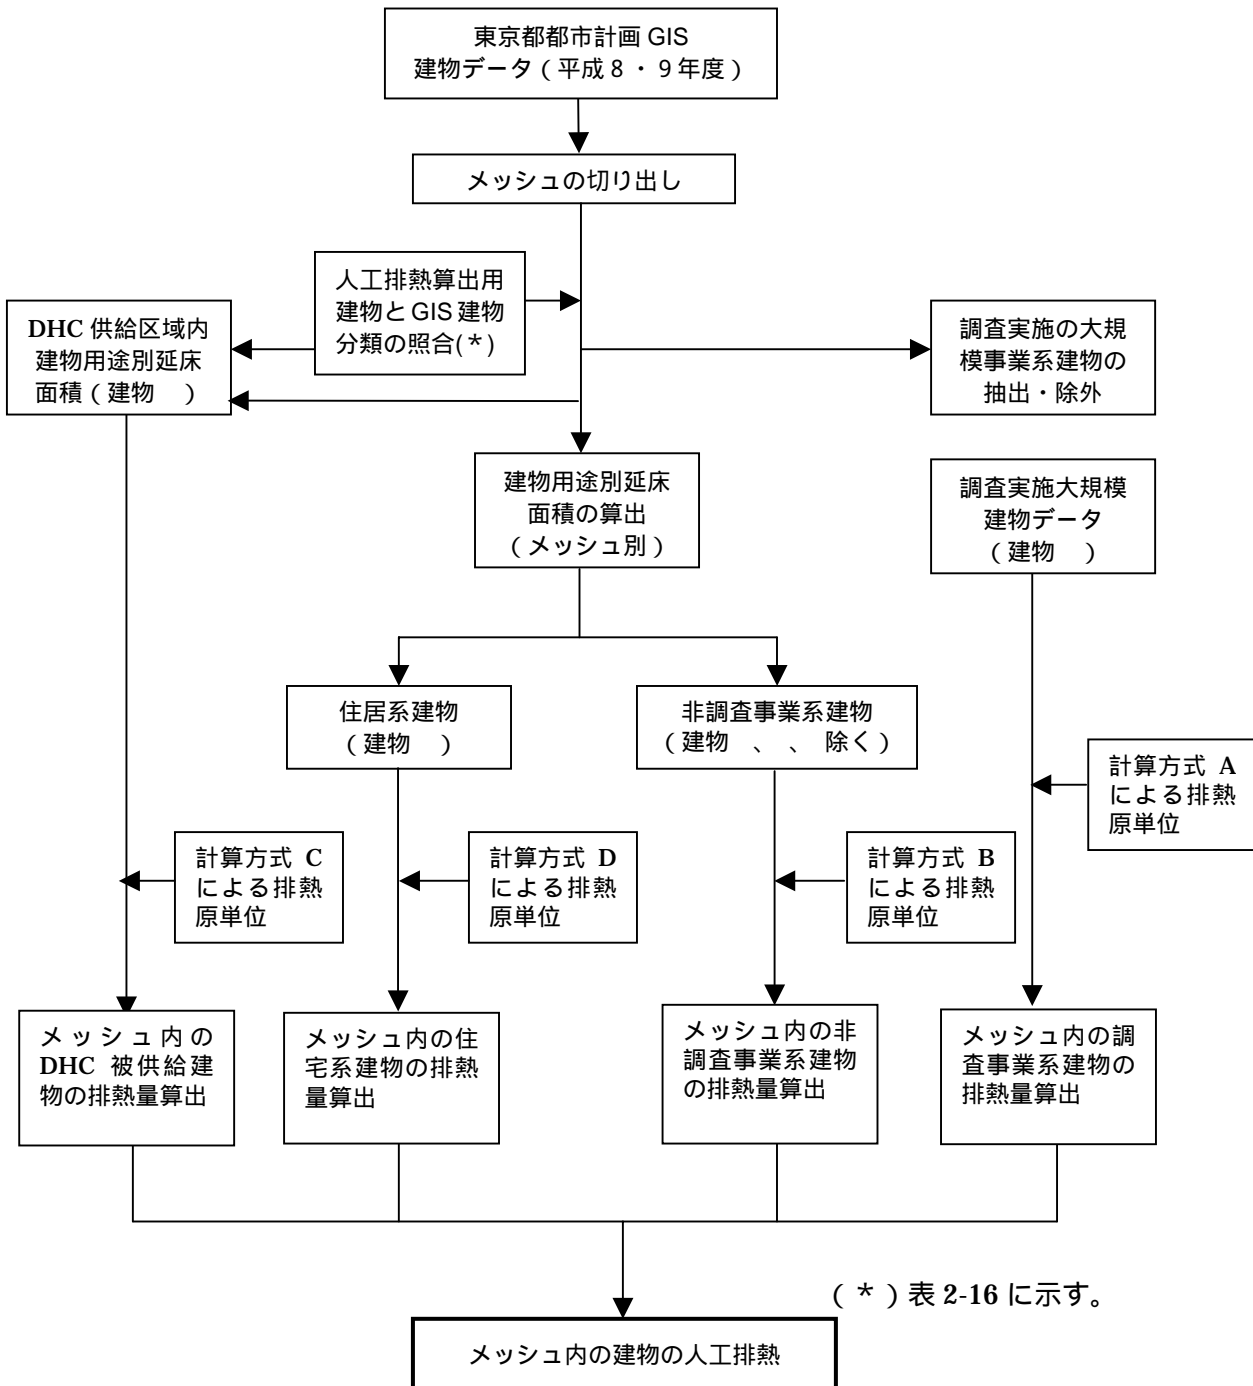 東京都都市計画 GIS
建物データ（平成８・９年度）
メッシュの切り出し
人工排熱算出用
建物とGIS建物
分類の照合(＊)
DHC 供給区域内
建物用途別延床
面積（建物　）
調査実施の大規
模事業系建物の
抽出・除外
建物用途別延床
面積の算出
（メッシュ別）
調査実施大規模
建物データ
（建物　）
住居系建物
（建物　）
非調査事業系建物
（建物　、　、　除く）
計算方式 A
による排熱
原単位
計算方式 C
による排熱
原単位
計算方式 D
による排熱
原単位
計算方式 B
による排熱
原単位
メッシュ内の
DHC 被供給建
物の排熱量算出
メッシュ内の住
宅系建物の排熱
量算出
メッシュ内の非
調査事業系建物
の排熱量算出
メッシュ内の調
査事業系建物の
排熱量算出
（＊）表 2-16 に示す。
メッシュ内の建物の人工排熱